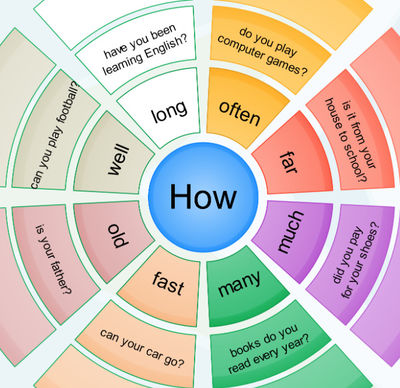 How
often
do you play
computer games?
far
is it from your
house to school?
much
did you pay
for your shoes?
many
books do you
read every year?
fast
can your car go?
old
is your father?
well
can you play football?
long
have you been
learning English?